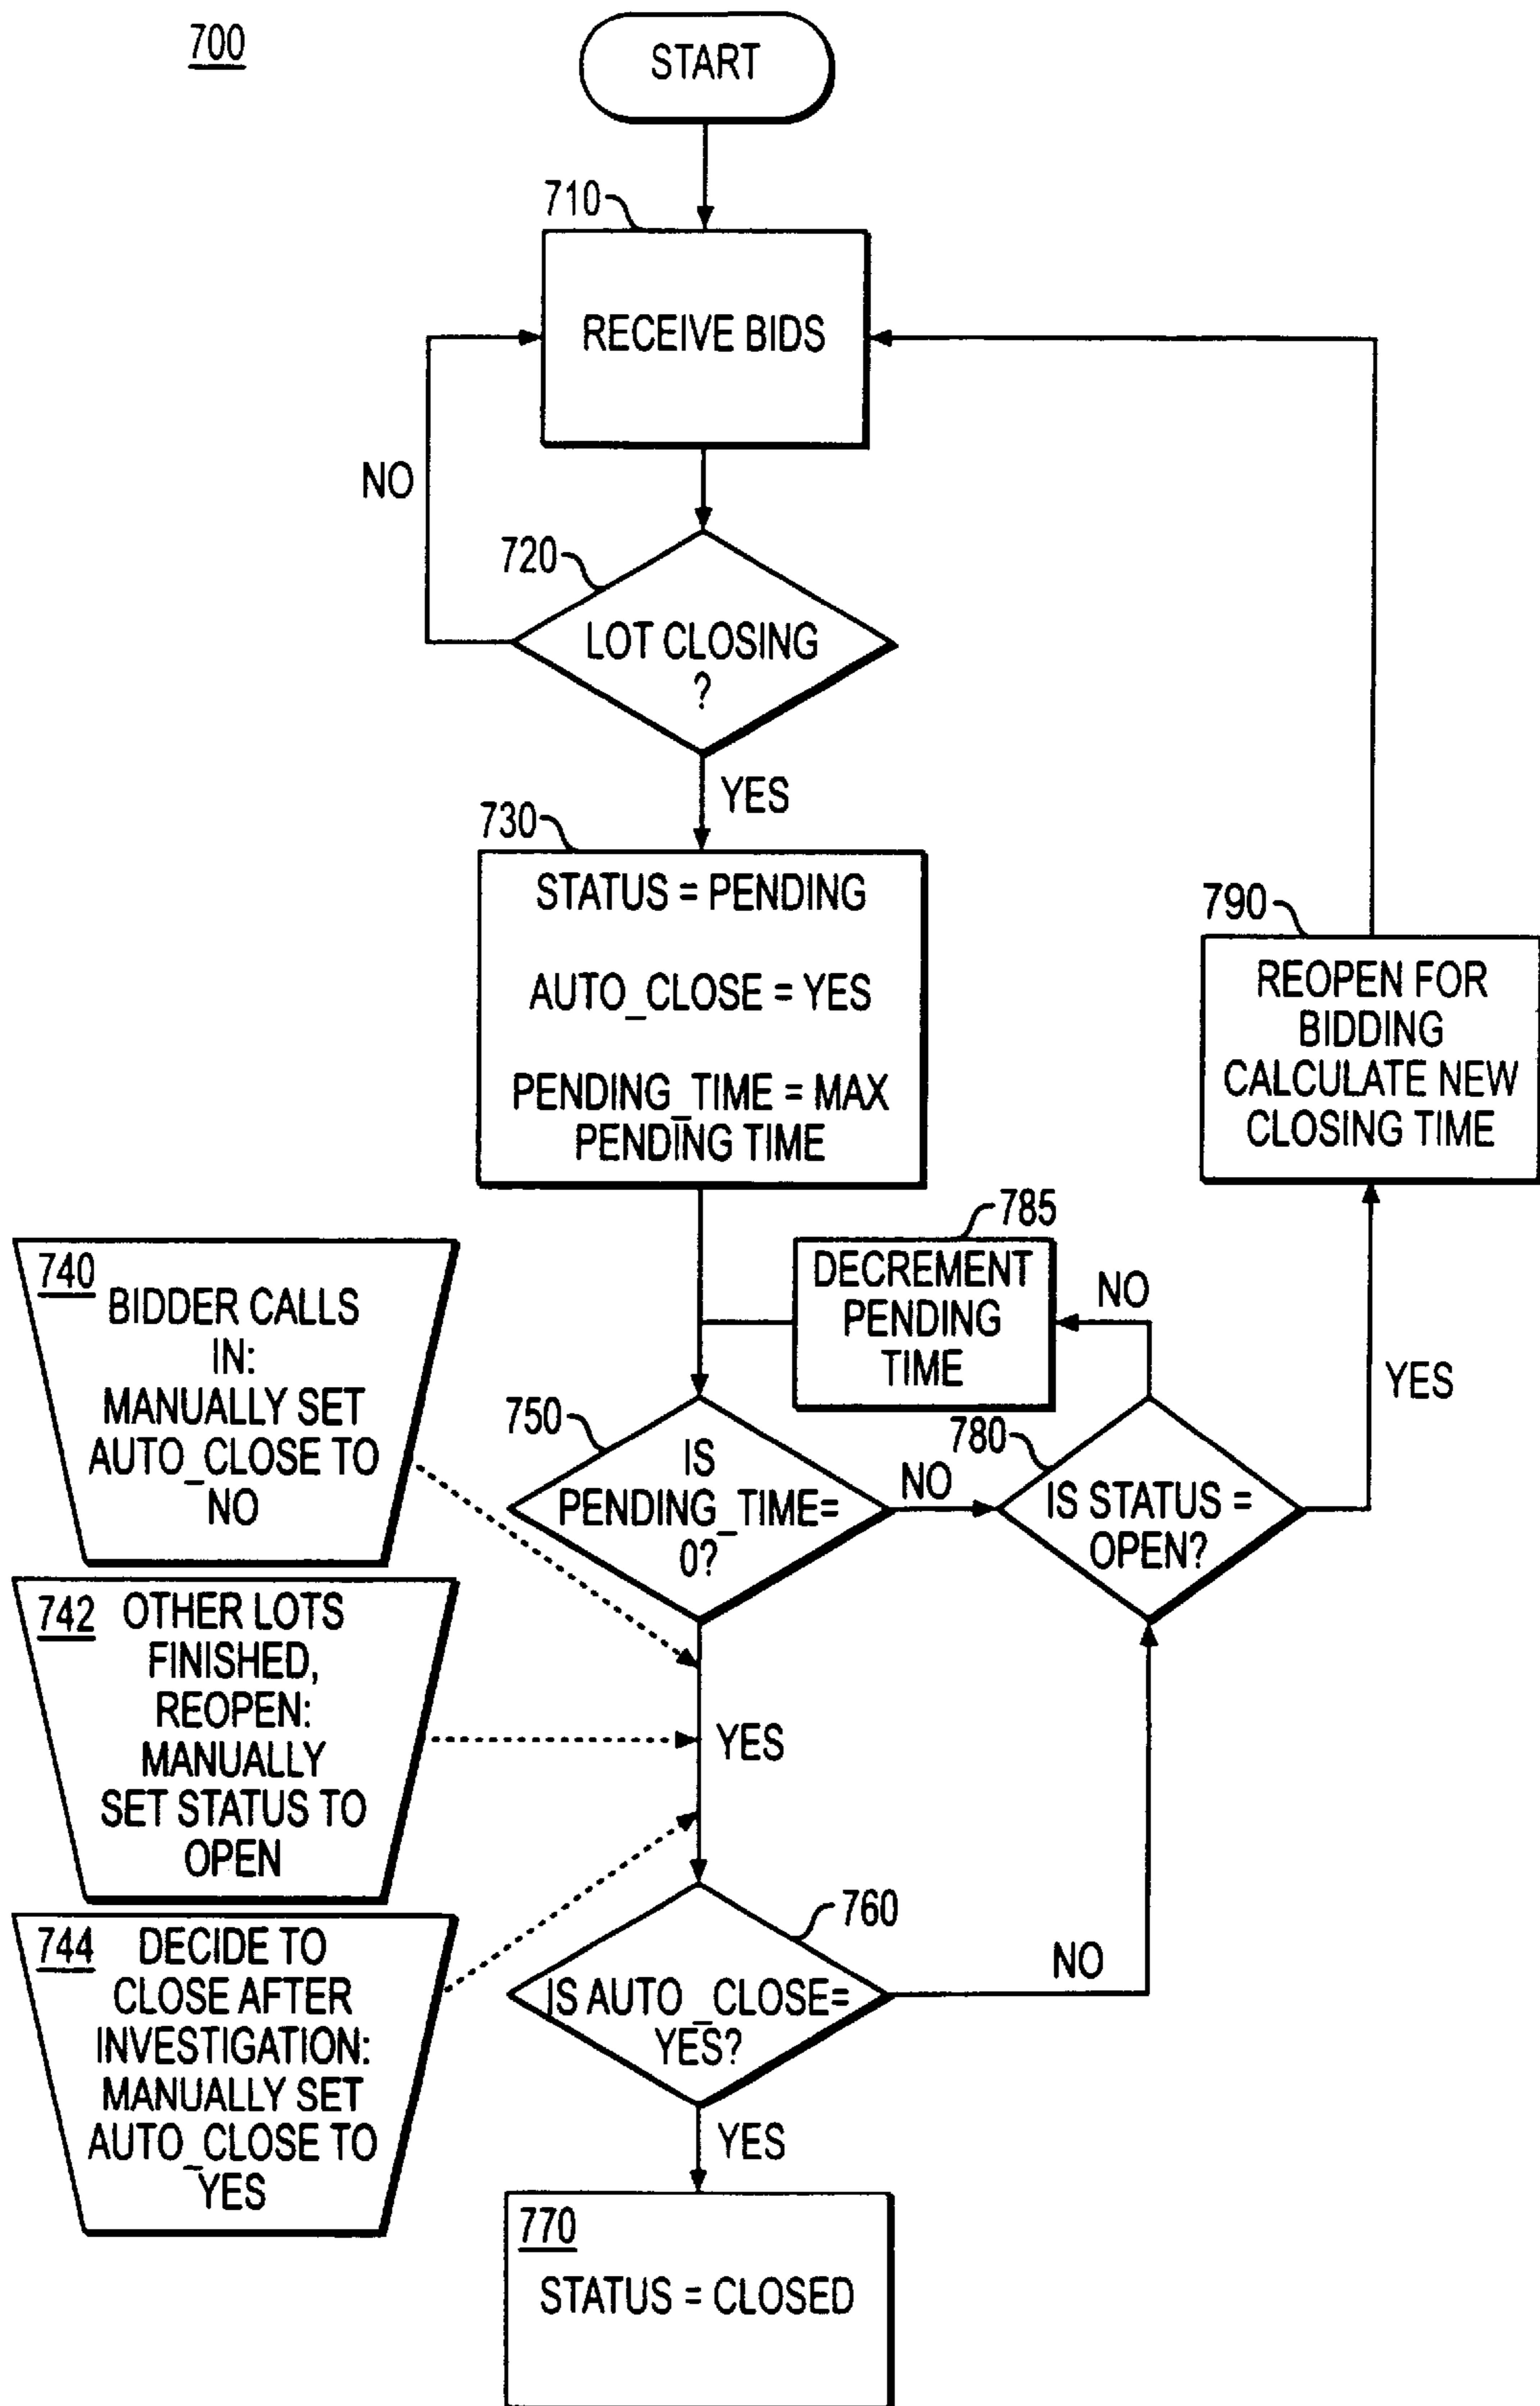 700
START
710
RECEIVE BIDS
NO
720
LOT CLOSING
?
YES
730
STATUS = PENDING
AUTO_CLOSE = YES
PENDING_TIME = MAX
PENDING TIME
790
REOPEN FOR
BIDDING
CALCULATE NEW
CLOSING TIME
785
DECREMENT
PENDING
TIME
NO
YES
740
BIDDER CALLS
IN:
MANUALLY SET
AUTO_CLOSE TO
NO
750
IS
PENDING_TIME=
0?
NO
780
IS STATUS =
OPEN?
742 OTHER LOTS
FINISHED,
REOPEN:
MANUALLY
SET STATUS TO
OPEN
YES
744 DECIDE TO
CLOSE AFTER
INVESTIGATION:
MANUALLY SET
AUTO_CLOSE TO
YES
760
IS AUTO_CLOSE=
YES?
NO
YES
770
STATUS = CLOSED